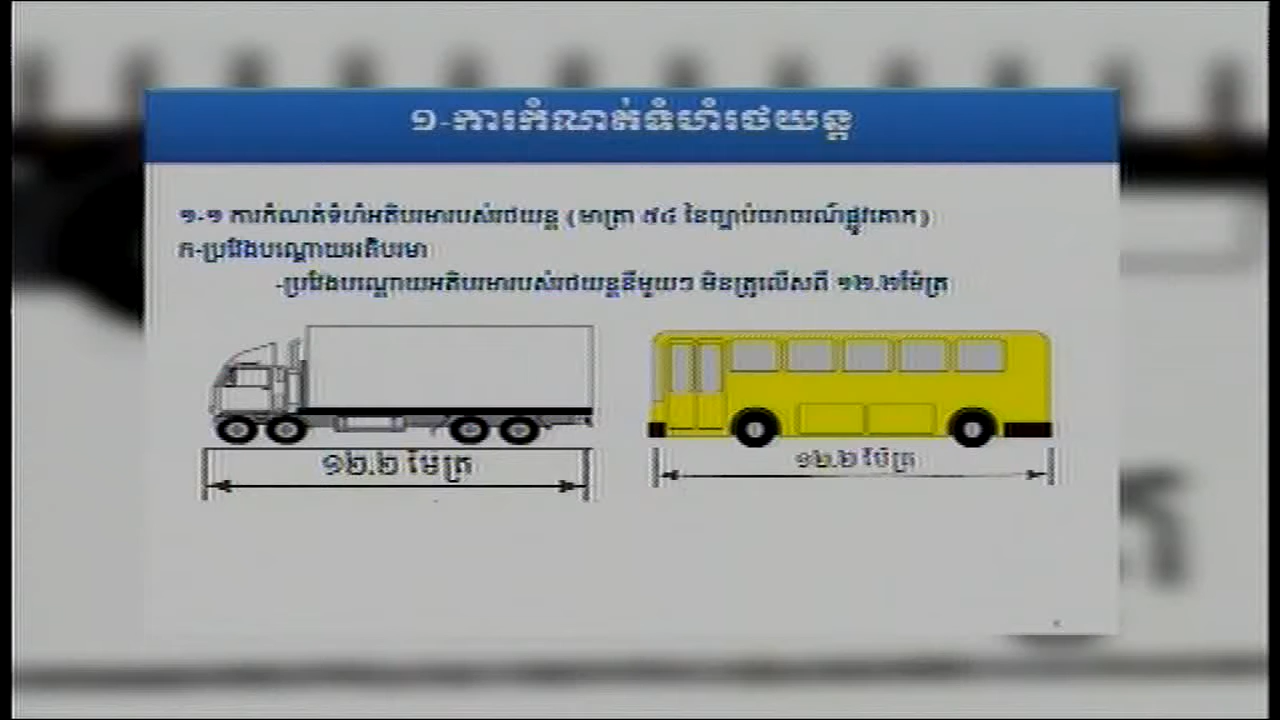 ១-ការកំណត់ទំហំរថយន្ត
១-១ ការកំណត់ទំហំអតិបរមារបស់រថយន្ត (មាត្រា ៥៤ នៃច្បាប់ចរាចរណ៍ផ្លូវគោក)
ក-ប្រវែងបណ្តោយអតិបរមា
-ប្រវែងបណ្តោយអតិបរមារបស់រថយន្តនីមួយៗ មិនត្រូលើសពី ១២.២ម៉ែត្រ
១២.២ ម៉ែត្រ
១២.២ ម៉ែត្រ